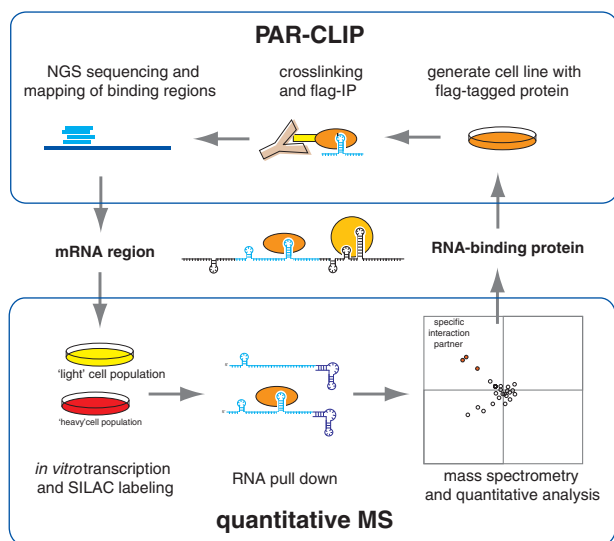 PAR-CLIP
NGS sequencing and
mapping of binding regions
crosslinking
and flag-IP
generate cell line with
flag-tagged protein
mRNA region
RNA-binding protein
'light' cell population
'heavy'cell population
in vitrotranscription
and SILAC labeling
RNA pull down
specific
interaction
partner
mass spectrometry
and quantitative analysis
quantitative MS